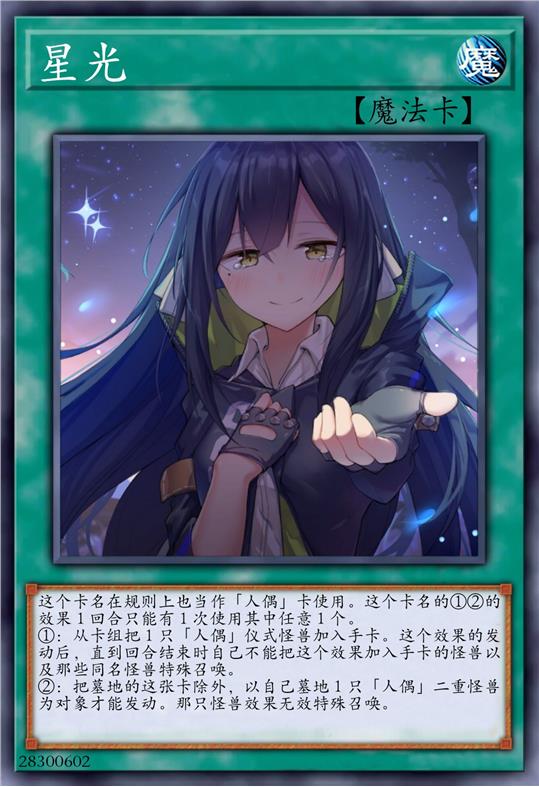 星光
魔
【魔法卡】
这个卡名在规则上也当作「人偶」卡使用。这个卡名的①②的
效果1回合只能有1次使用其中任意1个。
①：从卡组把1只「人偶」仪式怪兽加入手卡。这个效果的发
动后，直到回合结束时自己不能把这个效果加入手卡的怪兽以
及那些同名怪兽特殊召唤。
②：把墓地的这张卡除外，以自己墓地1只「人偶」二重怪兽
为对象才能发动。那只怪兽效果无效特殊召唤。
28300602